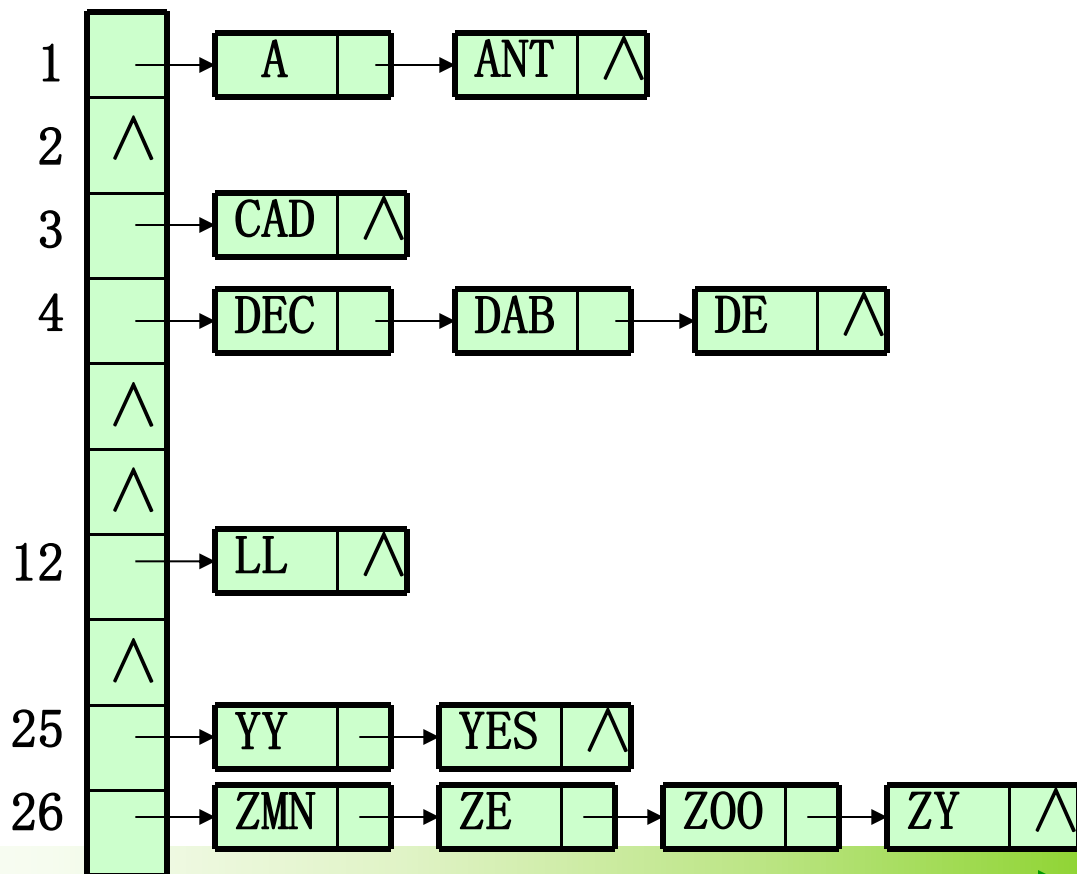 1 A ANT ∧
2 ∧
3 CAD ∧
4 DEC DAB DE ∧
∧
∧
12 LL ∧
∧
25 YY YES ∧
26 ZMN ZE ZOO ZY ∧